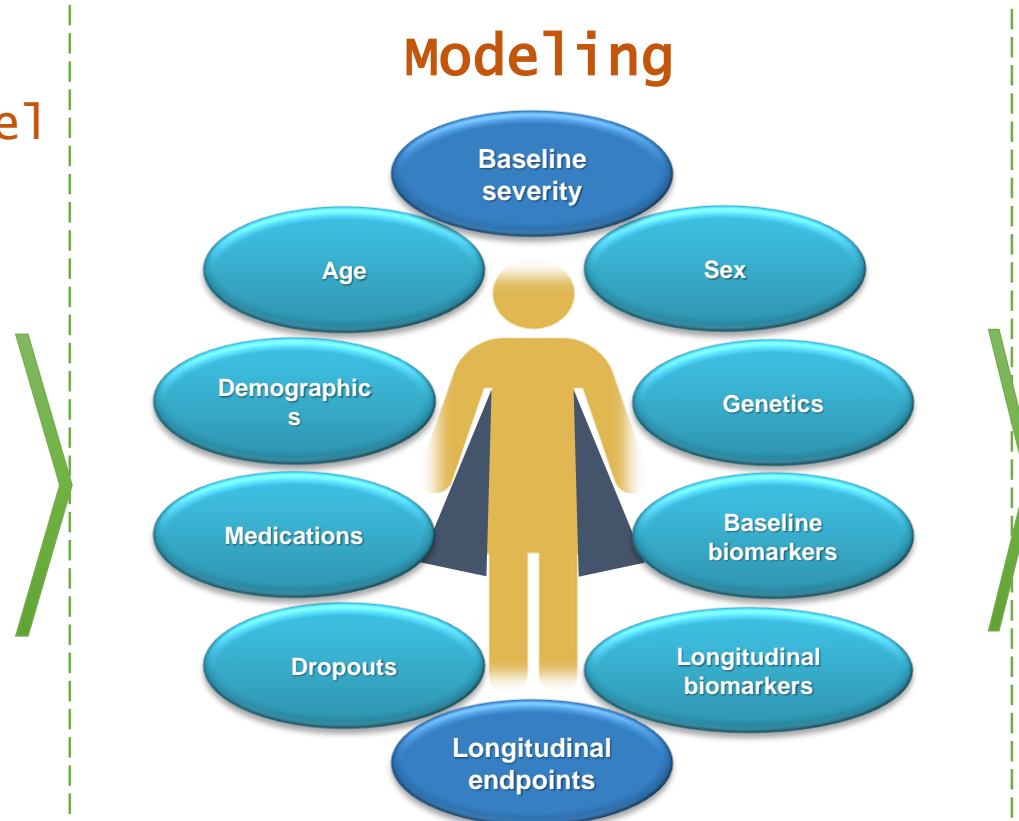 Modeling
el
Baseline
severity
Age
Sex
Demographic
s
Genetics
Medications
Baseline
biomarkers
Dropouts
Longitudinal
biomarkers
Longitudinal
endpoints